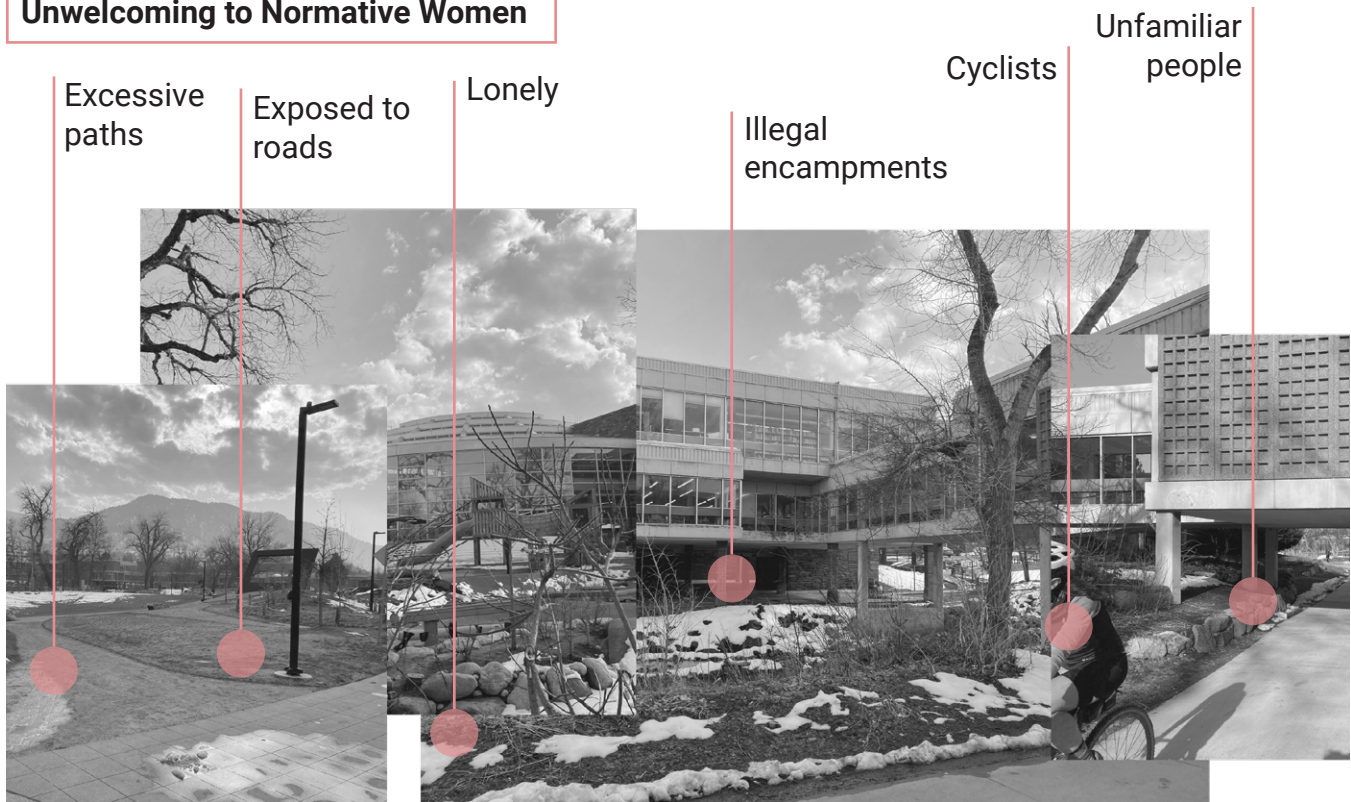 Unwelcoming to Normative Women
Excessive
paths
Exposed to
roads
Lonely
Illegal
encampments
Cyclists
Unfamiliar
people